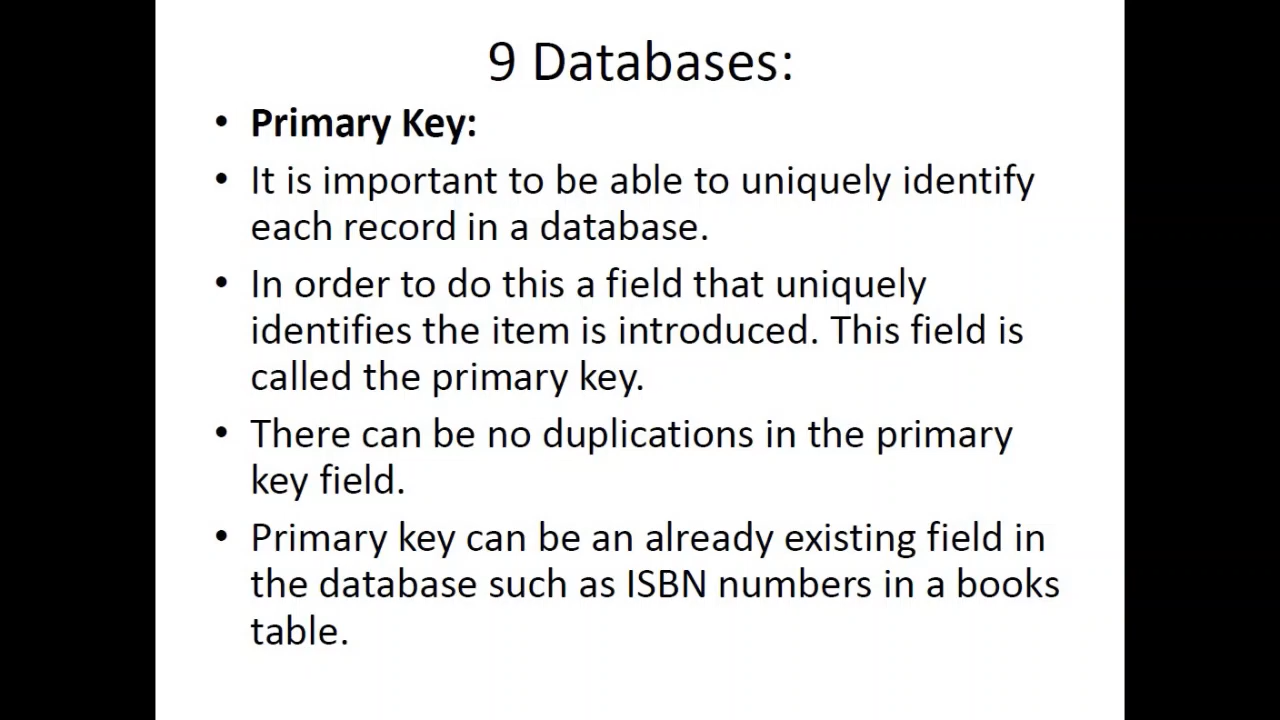 9 Databases:
• Primary Key:
• It is important to be able to uniquely identify
each record in a database.
• In order to do this a field that uniquely
identifies the item is introduced. This field is
called the primary key.
• There can be no duplications in the primary
key field.
• Primary key can be an already existing field in
the database such as ISBN numbers in a books
table.